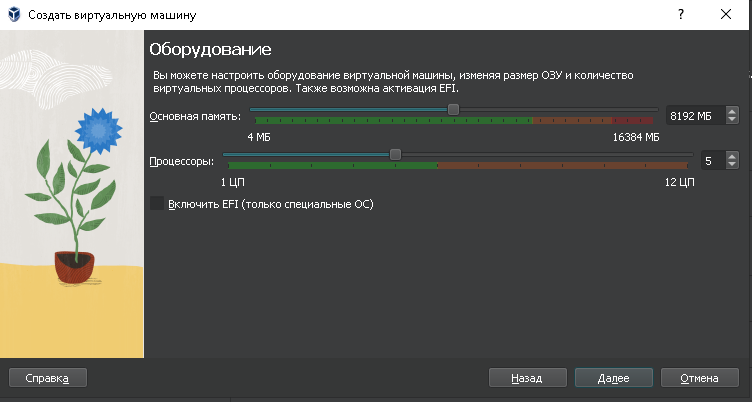 Создать виртуальную машину
?
Оборудование
Вы можете настроить оборудование виртуальной машины, изменяя размер ОЗУ и количество
виртуальных процессоров. Также возможна активация EFI.
Основная память: 8192 МБ
4 МБ 16384 МБ
Процессоры: 5
1 ЦП 12 ЦП
Включить EFI (только специальные ОС)
Справка Назад Далее Отмена